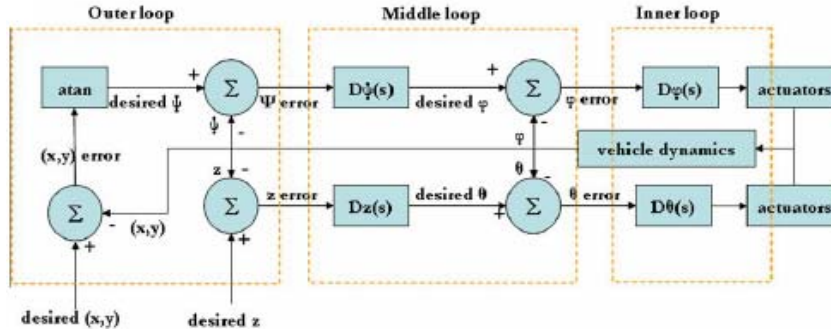 Outer loop Middle loop Inner loop
atan + Σ Dψ̇(s) + Σ Dφ(s) actuators
desired ψ̇ Ψ error desired φ φ error
ψ̇ - - φ vehicle dynamics
(x,y) error z - θ -
Σ - (x,y) Σ z error Dz(s) desired θ + Σ θ error Dθ(s) actuators
+ +
desired (x,y) desired z